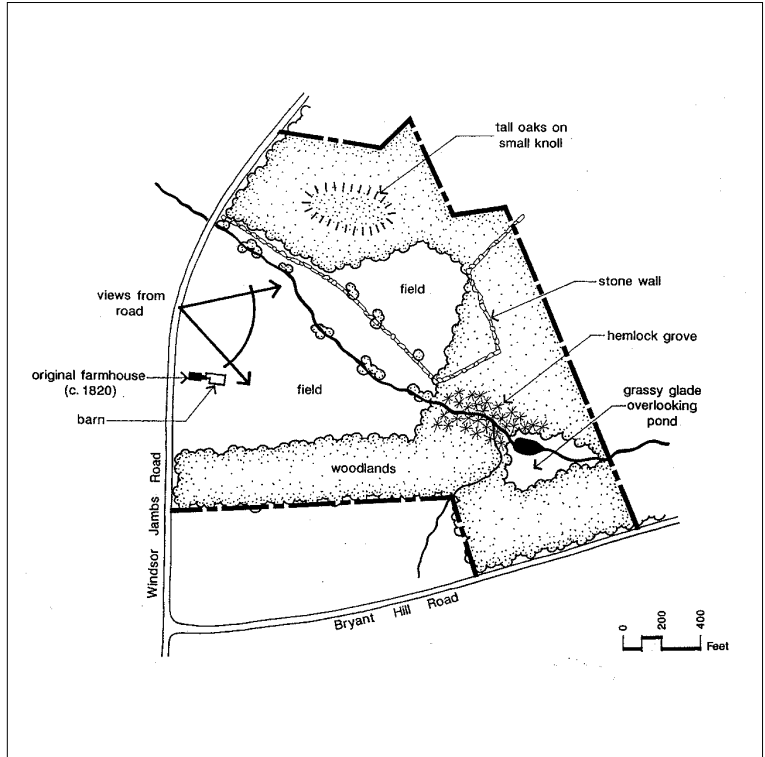 tall oaks on
small knoll
stone wall
field
views from
road
hemlock grove
original farmhouse
(c. 1820)
field
grassy glade
overlooking
pond
barn
woodlands
Windsor Jambs Road
Bryant Hill Road
0 200 400
Feet